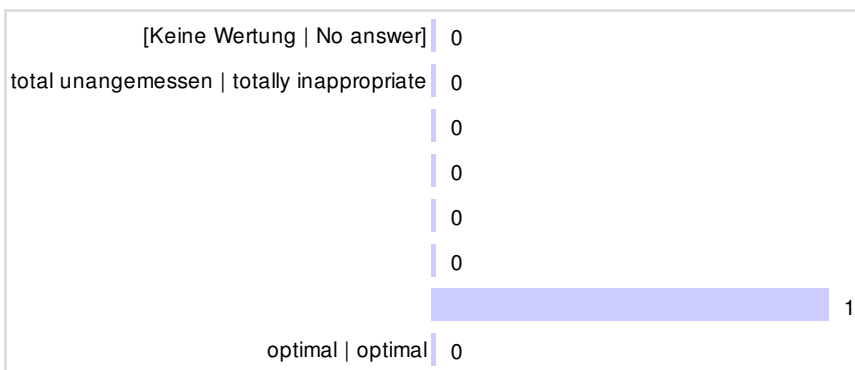 [Keine Wertung | No answer] 0
total unangemessen | totally inappropriate 0
0
0
0
0
1
optimal | optimal 0